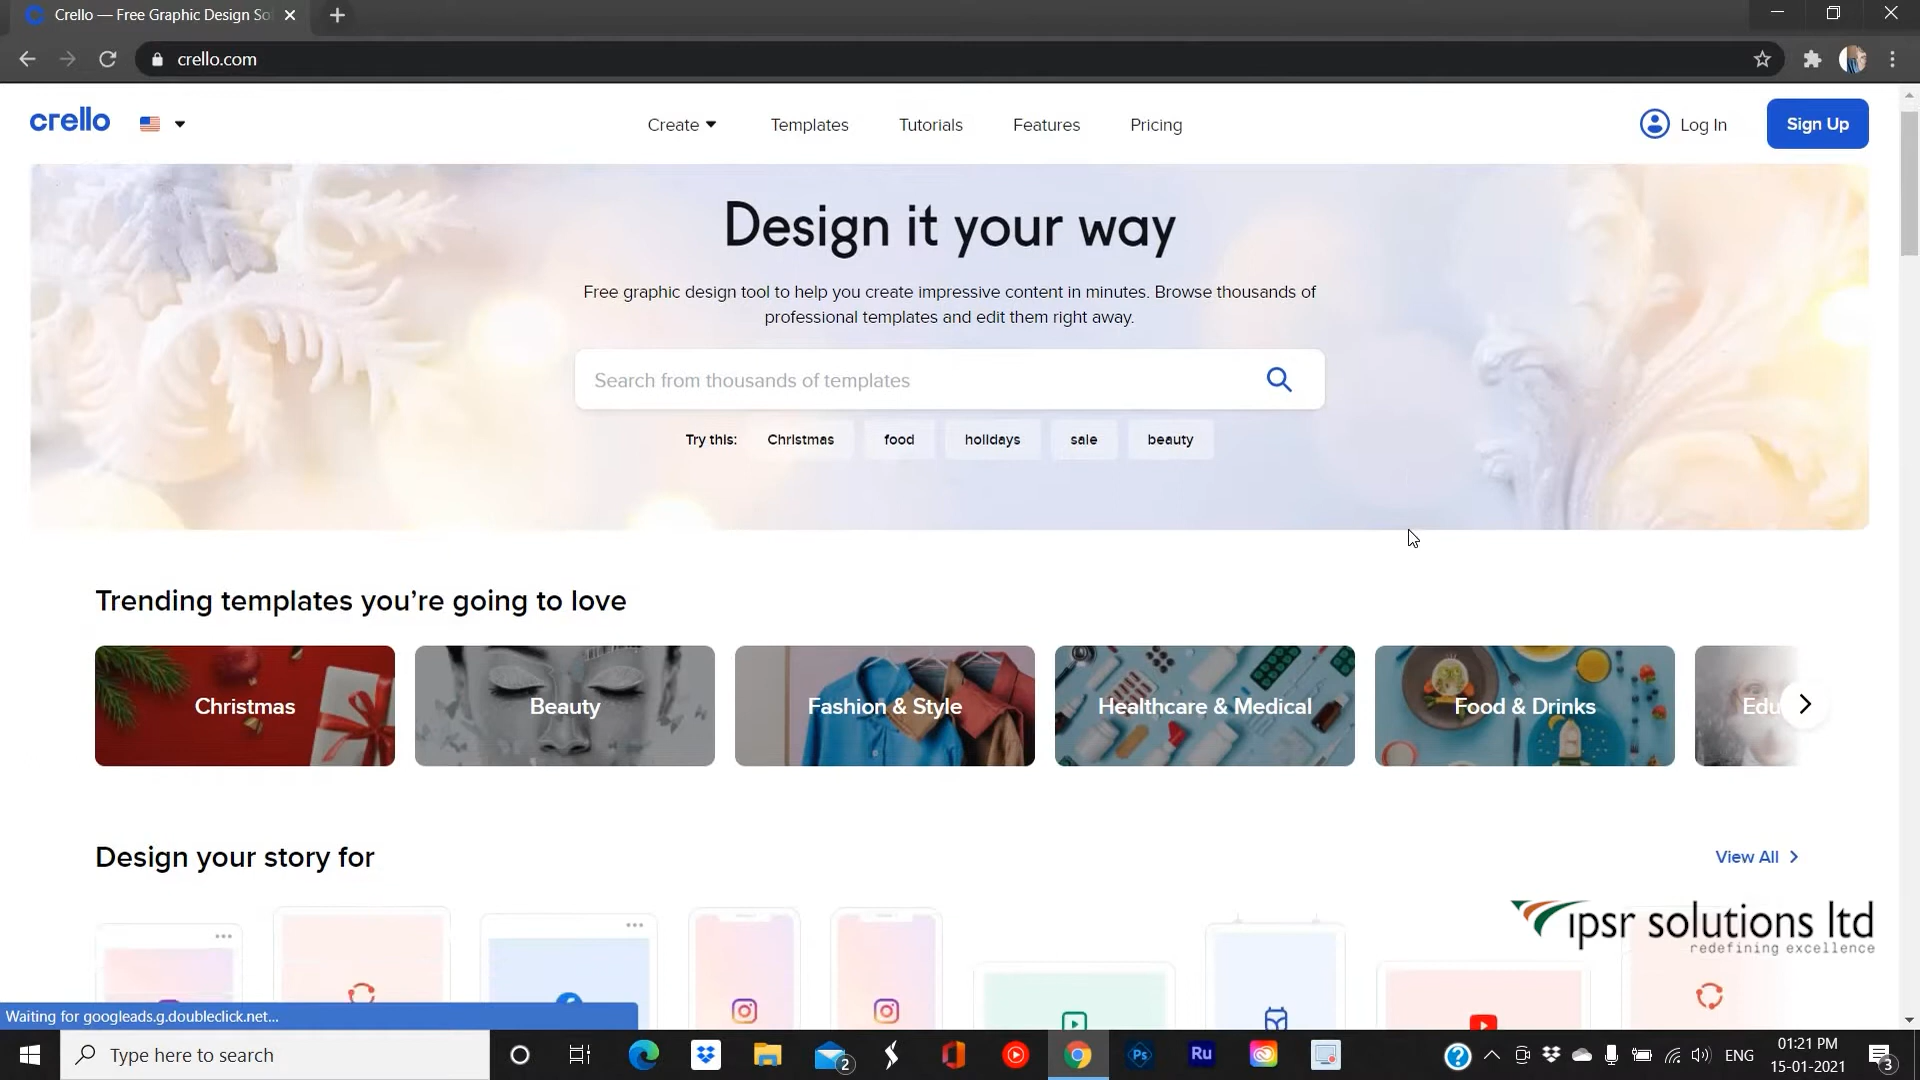 Crello — Free Graphic Design So
crello.com
crello
Create
Templates
Tutorials
Features
Pricing
Log In
Sign Up
Design it your way
Free graphic design tool to help you create impressive content in minutes. Browse thousands of
professional templates and edit them right away.
Search from thousands of templates
Try this:
Christmas
food
holidays
sale
beauty
Trending templates you’re going to love
Christmas
Beauty
Fashion & Style
Healthcare & Medical
Food & Drinks
Edu
Design your story for
View All
ipsr solutions ltd
redefining excellence
Waiting for googleads.g.doubleclick.net...
Type here to search
2
Ps
Ru
ENG
01:21 PM
15-01-2021
3